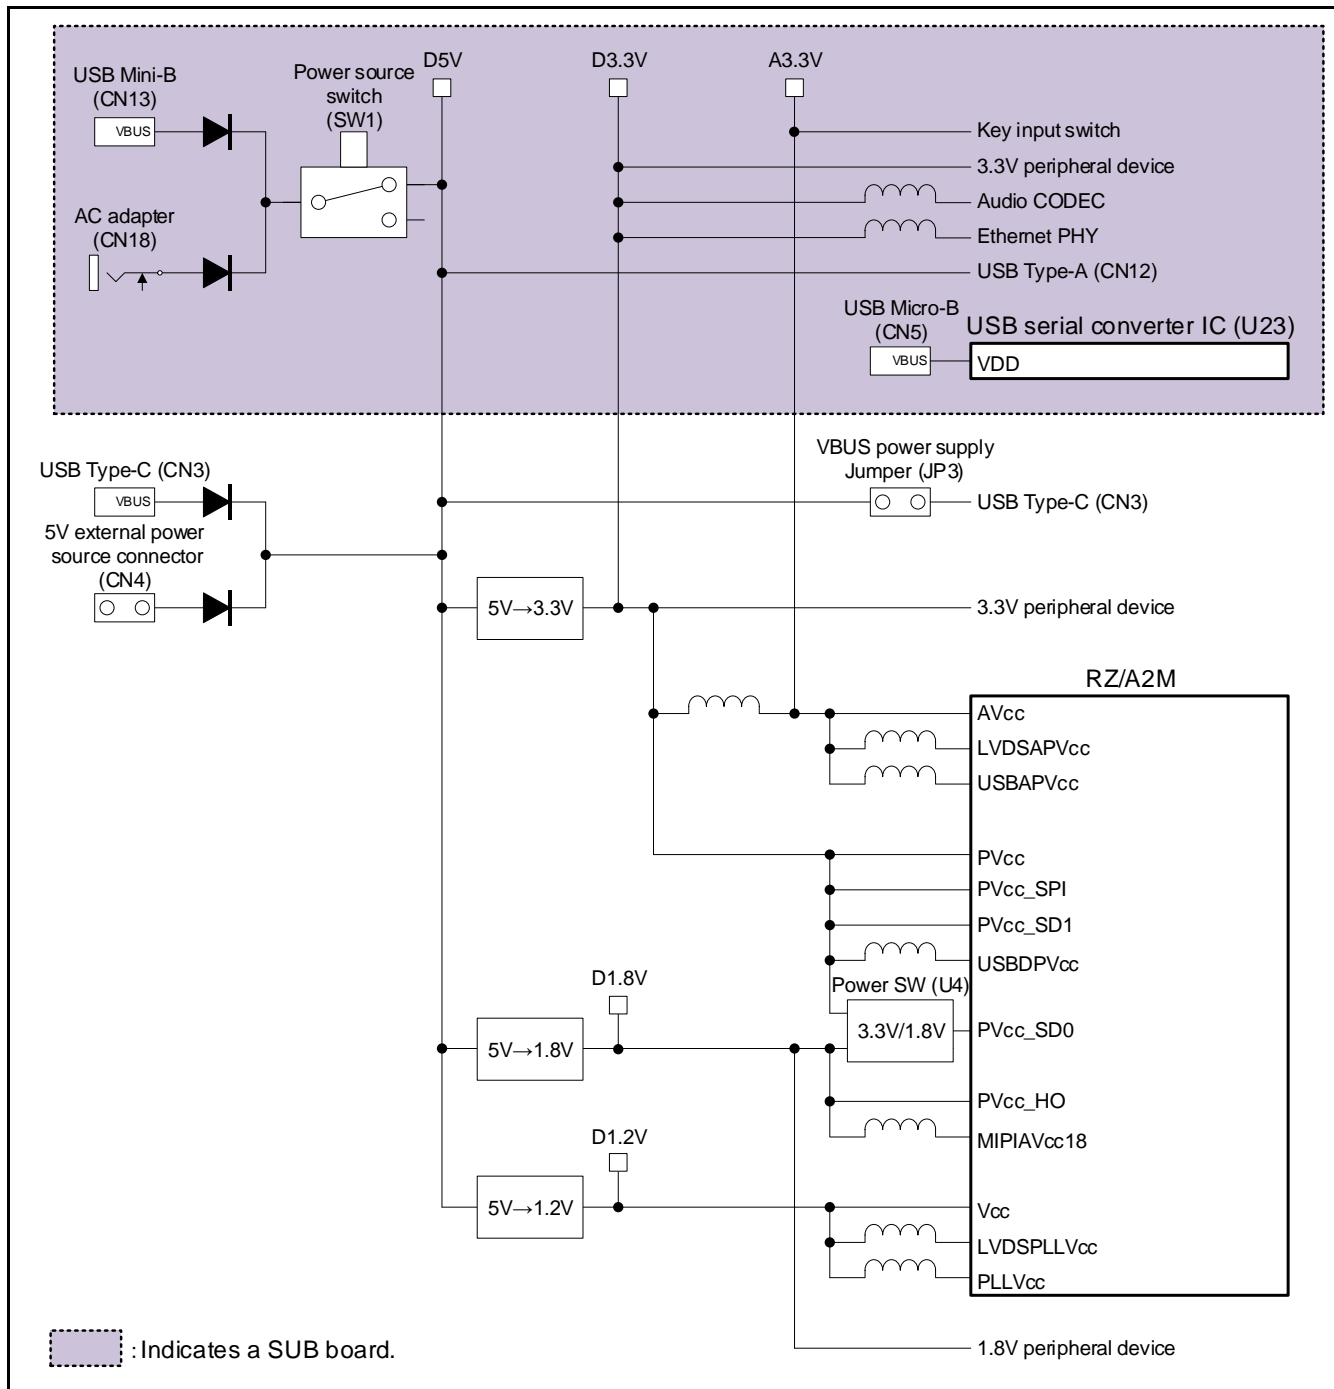 D5V
D3.3V
A3.3V
USB Mini-B
(CN13)
VBUS
Power source
switch
(SW1)
Key input switch
3.3V peripheral device
Audio CODEC
Ethernet PHY
USB Type-A (CN12)
AC adapter
(CN18)
USB Micro-B
(CN5)
VBUS
USB serial converter IC (U23)
VDD
USB Type-C (CN3)
VBUS
5V external power
source connector
(CN4)
VBUS power supply
Jumper (JP3)
USB Type-C (CN3)
5V→3.3V
3.3V peripheral device
RZ/A2M
AVcc
LVDSAPVcc
USBAPVcc
PVcc
PVcc_SPI
PVcc_SD1
USBDPVcc
Power SW (U4)
3.3V/1.8V
PVcc_SD0
D1.8V
5V→1.8V
PVcc_HO
MIPIAVcc18
D1.2V
5V→1.2V
Vcc
LVDSPLLVcc
PLLVcc
1.8V peripheral device
: Indicates a SUB board.